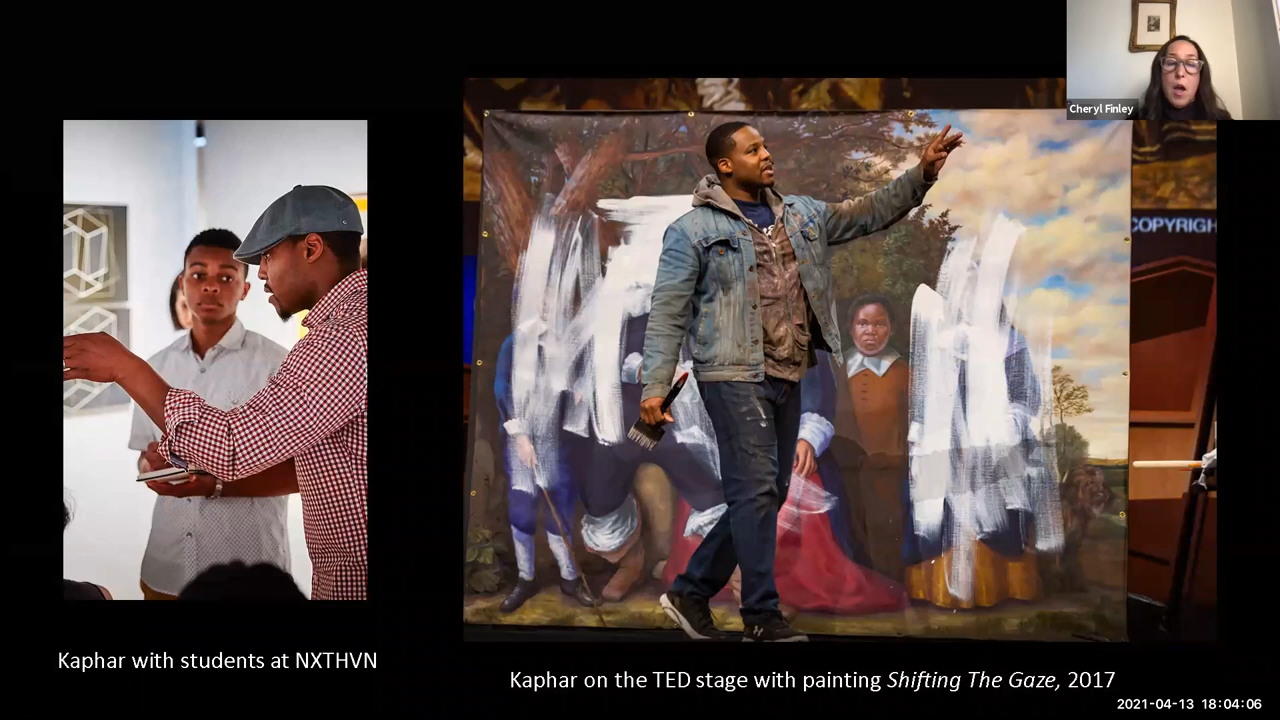 Cheryl Finley
COPYRIGH
Kaphar with students at NXTHVN
Kaphar on the TED stage with painting Shifting The Gaze, 2017
2021-04-13 18:04:06